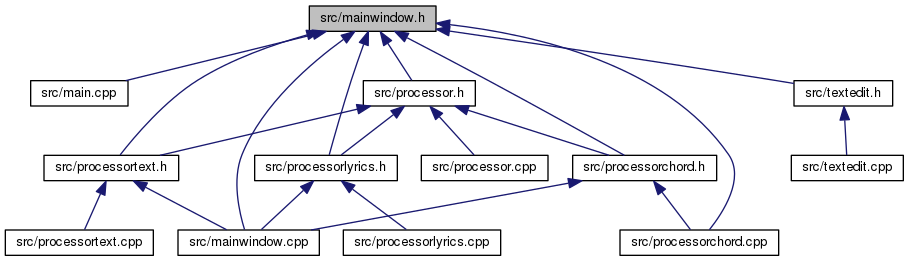 src/mainwindow.h
src/main.cpp
src/processor.h
src/textedit.h
src/processortext.h
src/processorlyrics.h
src/processor.cpp
src/processorchord.h
src/textedit.cpp
src/processortext.cpp
src/mainwindow.cpp
src/processorlyrics.cpp
src/processorchord.cpp